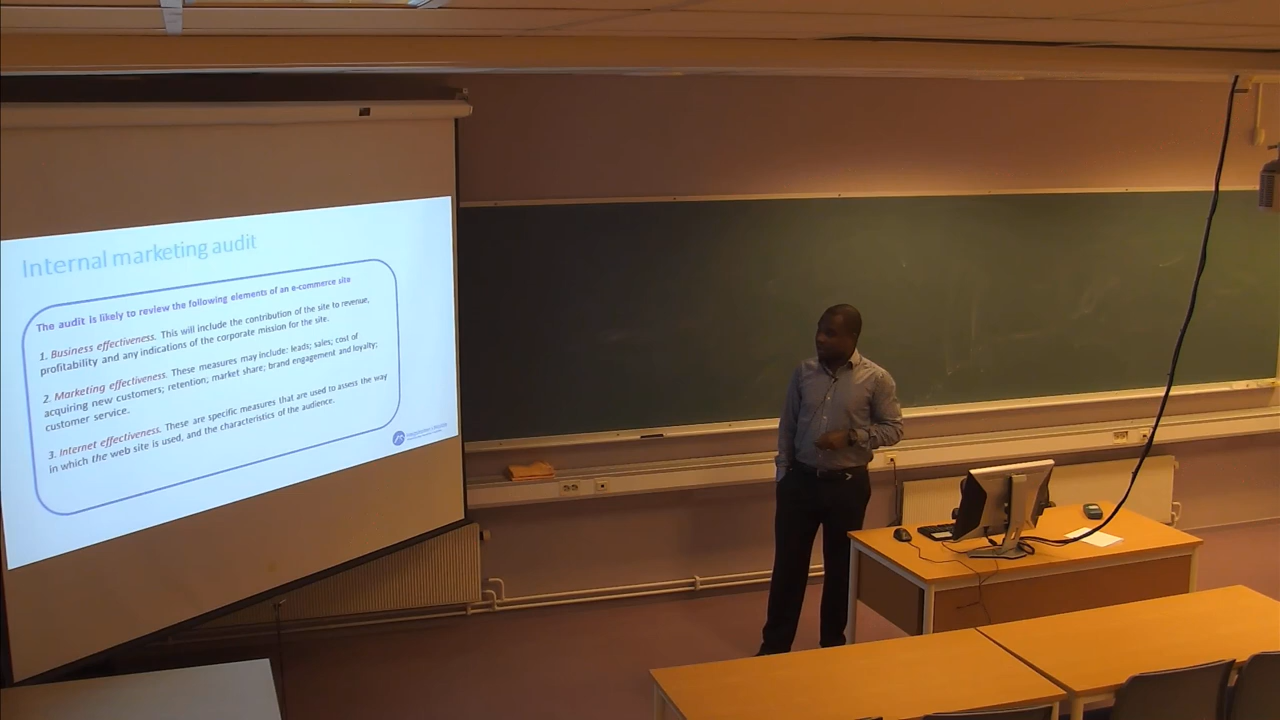 Internal marketing audit
The audit is likely to review the following elements of an e-commerce site
1. Business effectiveness. This will include the contribution of the site to revenue,
profitability and any indications of the corporate mission for the site.
2. Marketing effectiveness. These measures may include: leads; sales; cost of
acquiring new customers; retention; market share; brand engagement and loyalty;
customer service.
3. Internet effectiveness. These are specific measures that are used to assess the way
in which the web site is used, and the characteristics of the audience.